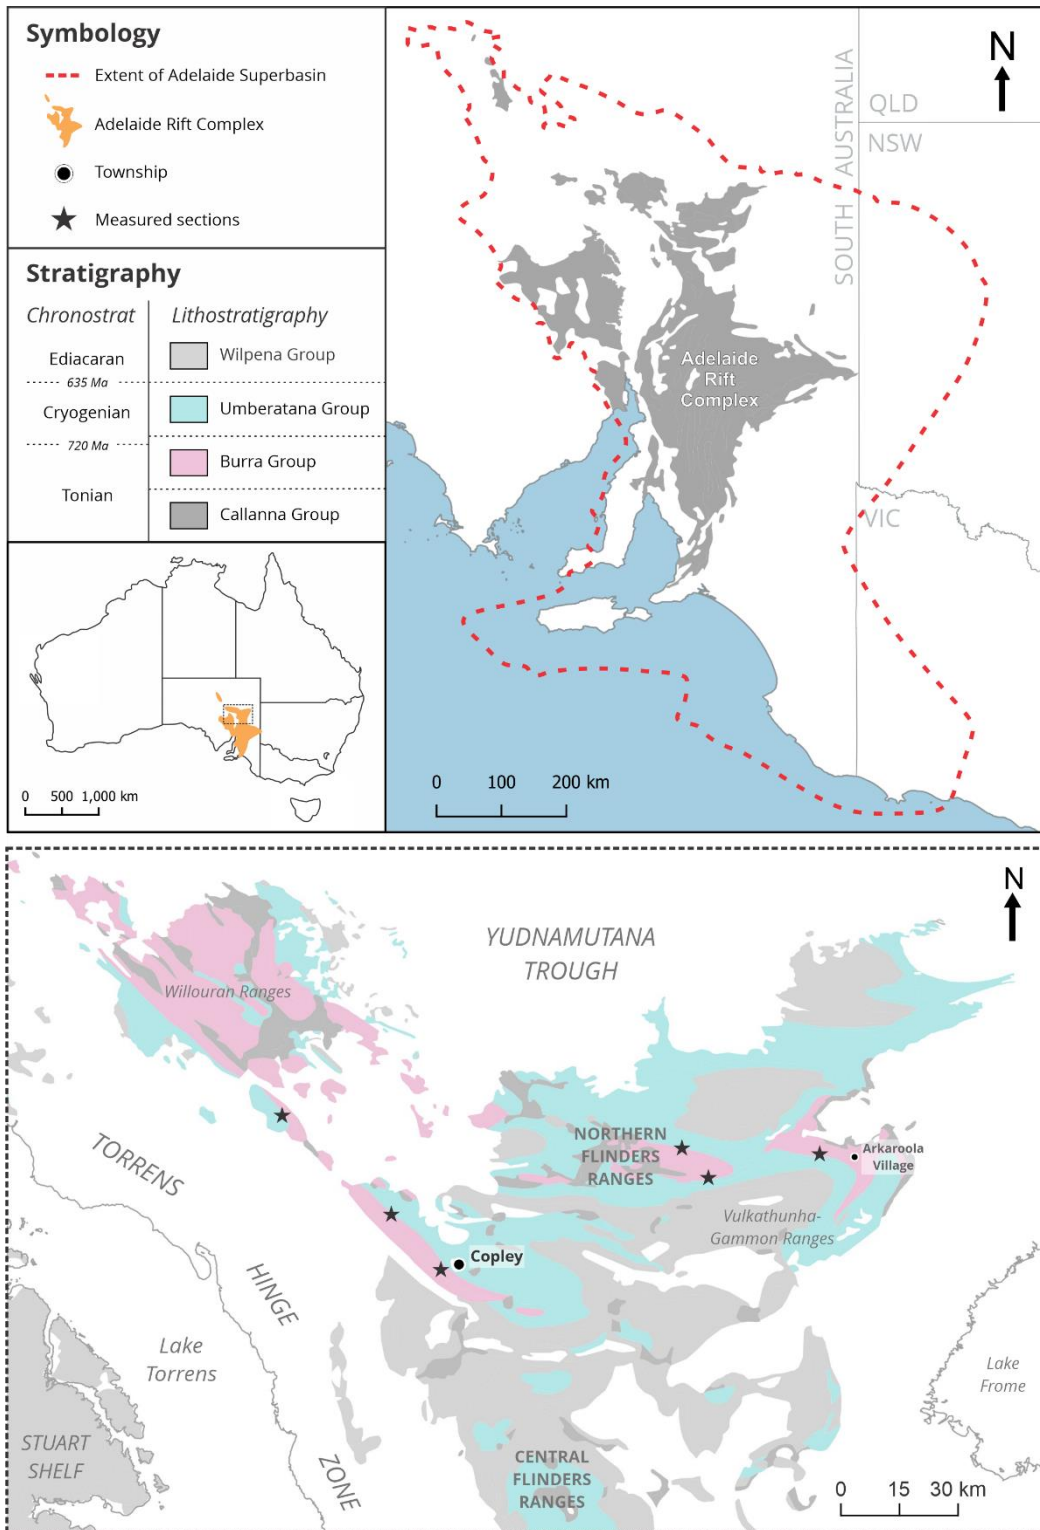 Symbology
Extent of Adelaide Superbasin
Adelaide Rift Complex
Township
Measured sections
Stratigraphy
Chronostrat
Lithostratigraphy
Ediacaran
Wilpena Group
635 Ma
Cryogenian
Umberatana Group
720 Ma
Burra Group
Tonian
Callanna Group
0 500 1,000 km
N
SOUTH AUSTRALIA
QLD
NSW
Adelaide
Rift
Complex
VIC
0 100 200 km
N
YUDNAMUTANA
TROUGH
Willouran Ranges
NORTHERN
FLINDERS
RANGES
Arkaroola
Village
TORRENS
HINGE
ZONE
Vulkathunha-
Gammon Ranges
Copley
Lake
Torrens
Lake
Frome
STUART
SHELF
CENTRAL
FLINDERS
RANGES
0 15 30 km